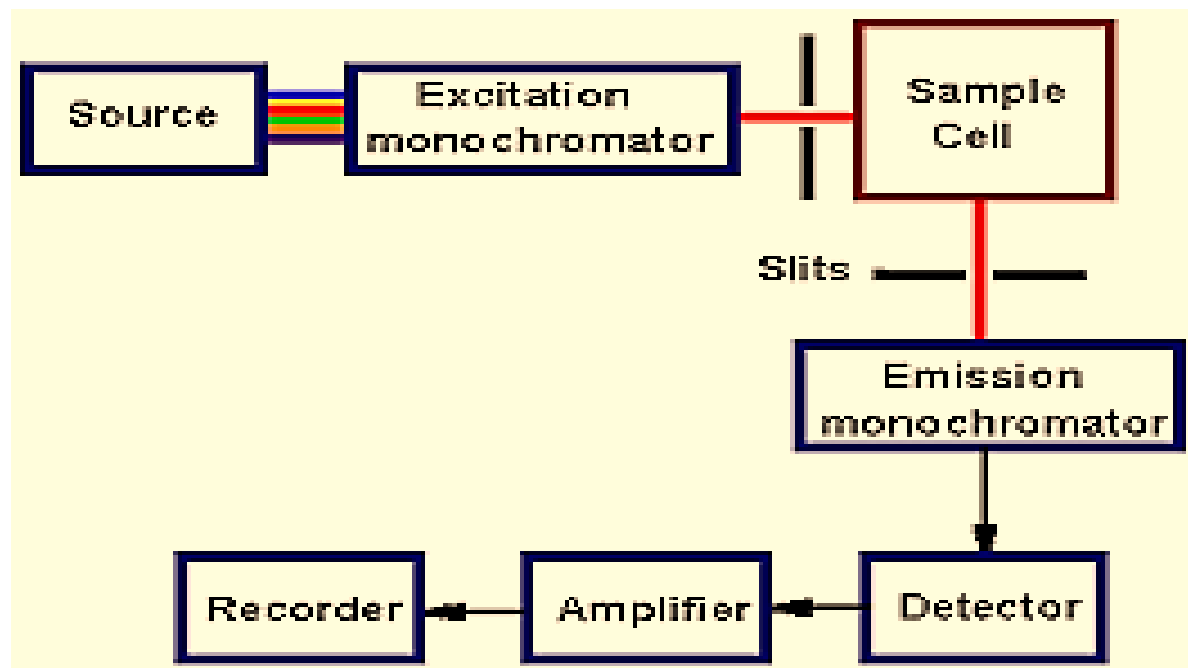 Source
Excitation
monochromator
Sample
Cell
Slits
Emission
monochromator
Recorder
Amplifier
Detector